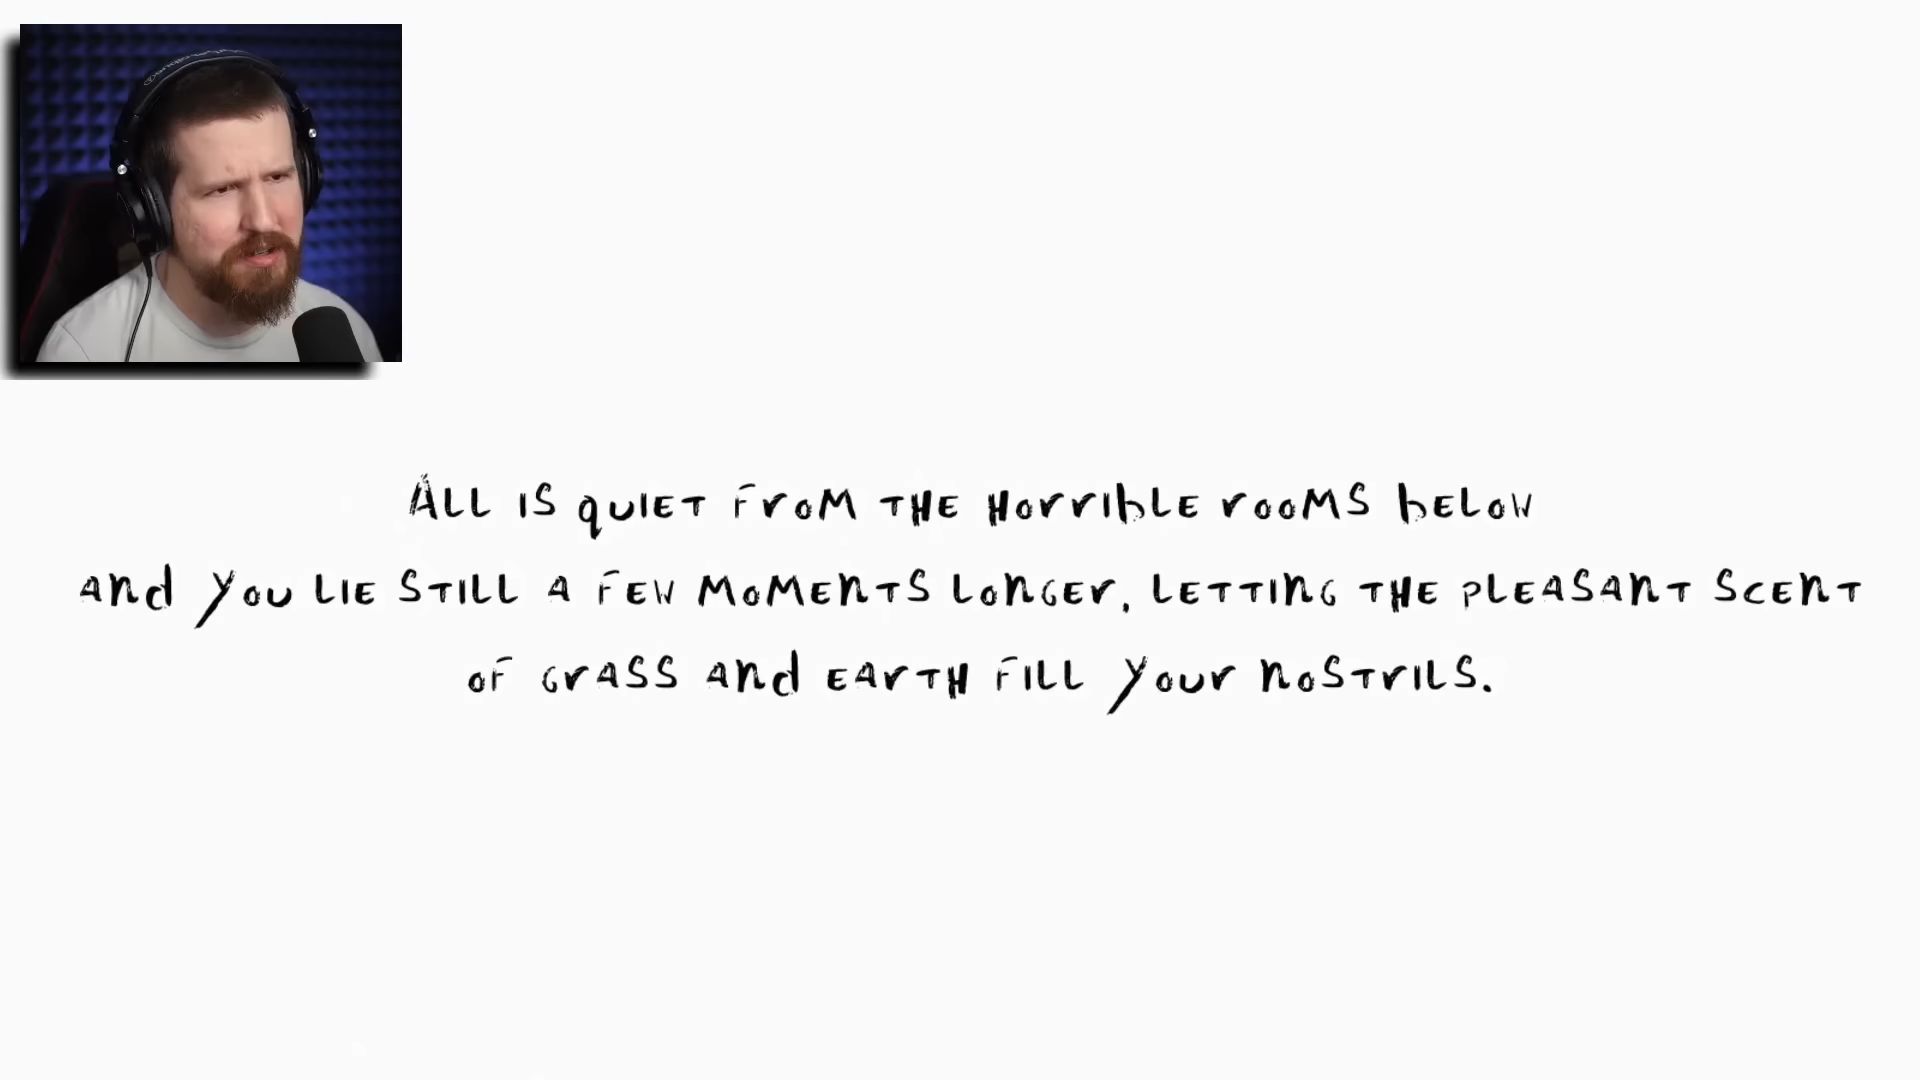 All is quiet from the horrible rooms below
and you lie still a few moments longer, letting the pleasant scent
of grass and earth fill your nostrils.